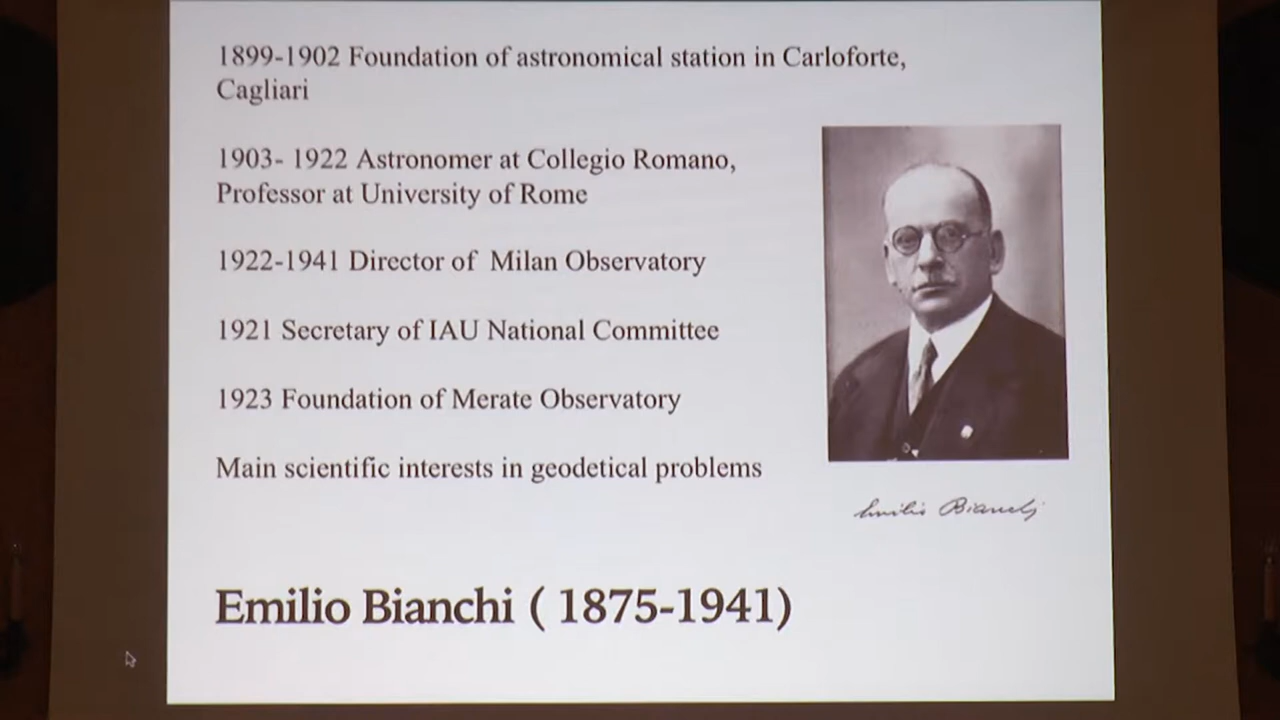 1899-1902 Foundation of astronomical station in Carloforte,
Cagliari
1903- 1922 Astronomer at Collegio Romano,
Professor at University of Rome
1922-1941 Director of Milan Observatory
1921 Secretary of IAU National Committee
1923 Foundation of Merate Observatory
Main scientific interests in geodetical problems
Emilio Bianchi
Emilio Bianchi ( 1875-1941)